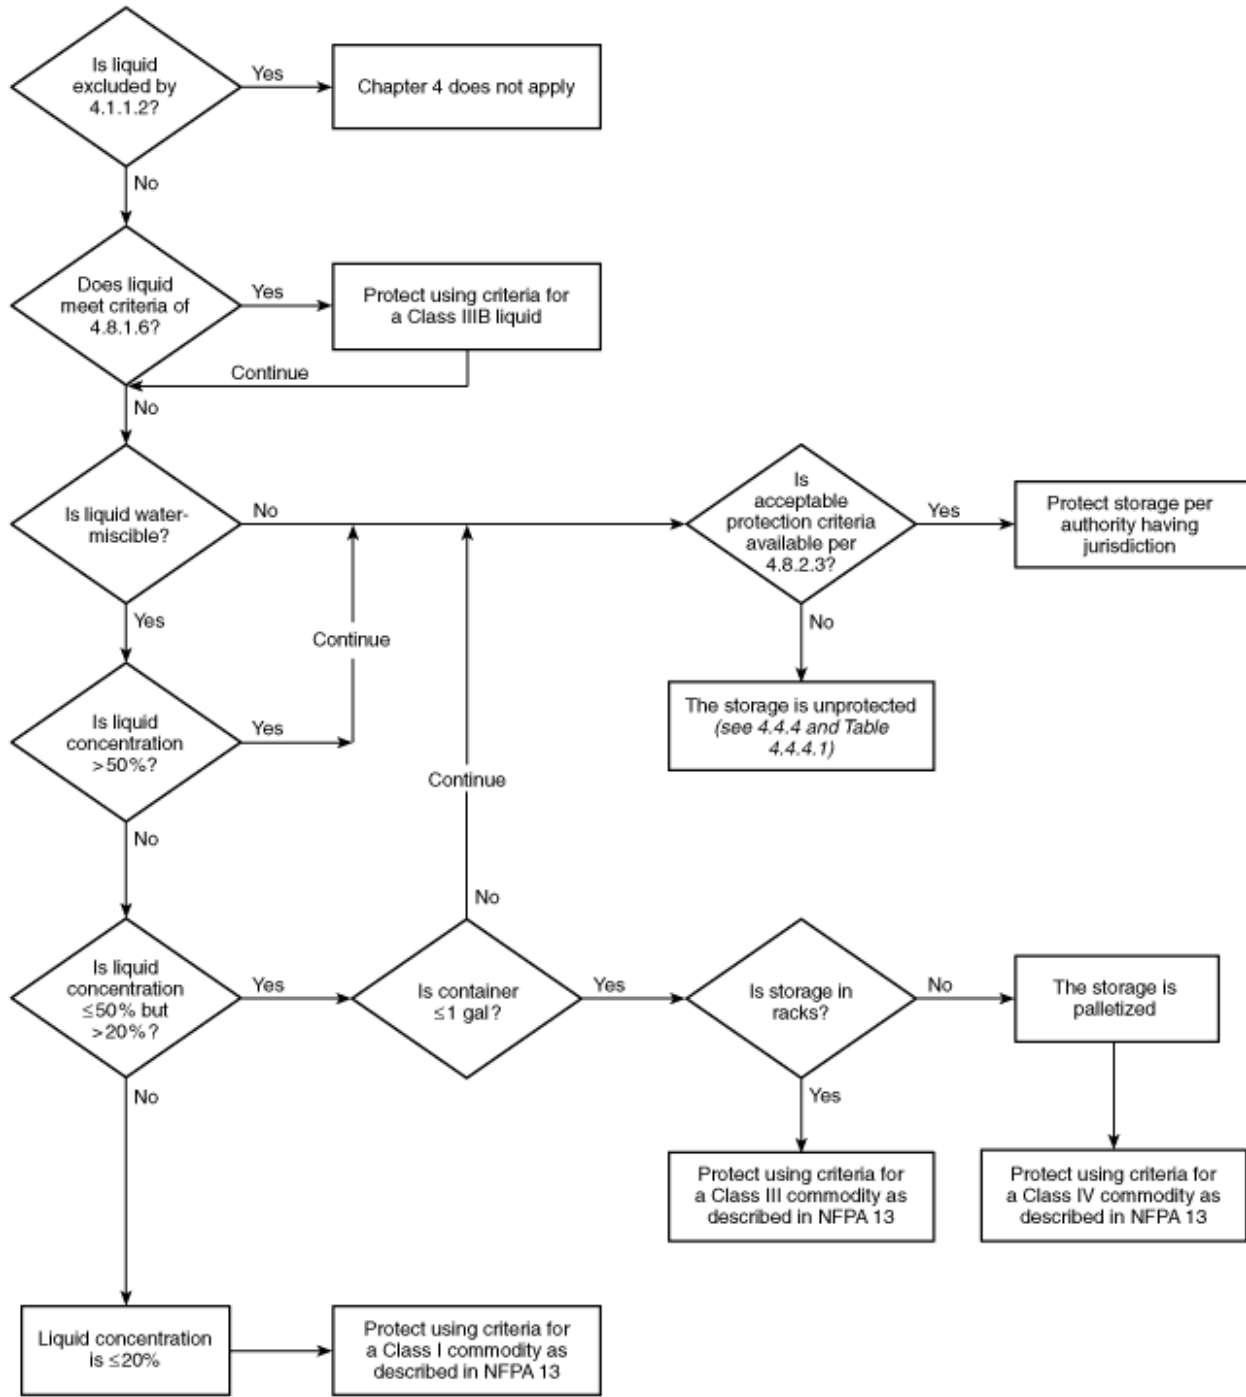 Is liquid
excluded by
4.1.1.2?
Yes
Chapter 4 does not apply
No
Does liquid
meet criteria of
4.8.1.6?
Yes
Protect using criteria for
a Class IIIB liquid
Continue
No
Is liquid water-
miscible?
No
Is
acceptable
protection criteria
available per
4.8.2.3?
Yes
Protect storage per
authority having
jurisdiction
Yes
Continue
No
The storage is unprotected
(see 4.4.4 and Table
4.4.4.1)
Is liquid
concentration
>50%?
Yes
Continue
No
No
Is liquid
concentration
≤50% but
>20%?
Yes
Is container
≤1 gal?
Yes
Is storage in
racks?
No
The storage is
palletized
No
Yes
Protect using criteria for
a Class III commodity as
described in NFPA 13
Protect using criteria for
a Class IV commodity as
described in NFPA 13
Liquid concentration
is ≤20%
Protect using criteria for
a Class I commodity as
described in NFPA 13